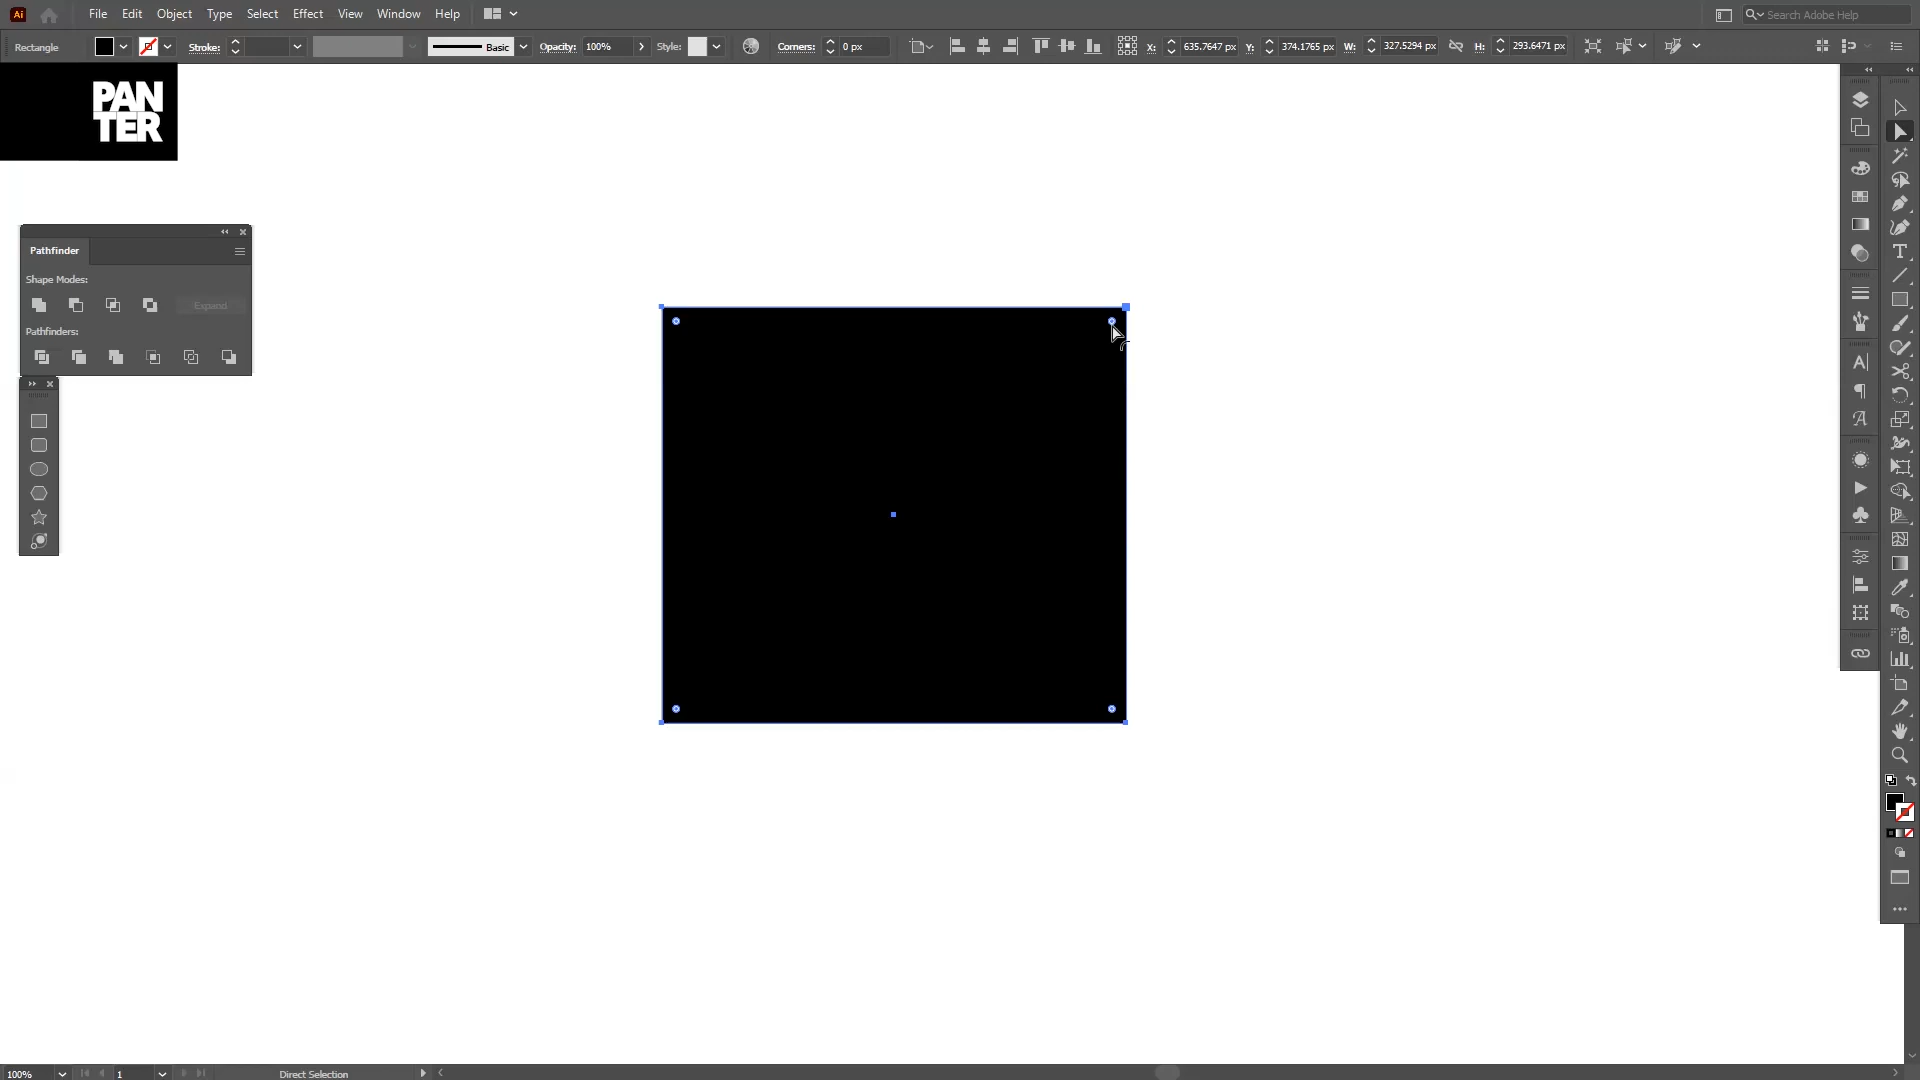 Ai
File Edit Object Type Select Effect View Window Help
Search Adobe Help
Rectangle Stroke: Basic Opacity: 100% Style: Corners: 0 px X: 635.7647 px Y: 374.1765 px W: 327.5294 px H: 293.6471 px
PAN
TER
Pathfinder
Shape Modes:
Expand
Pathfinders:
100% 1 Direct Selection